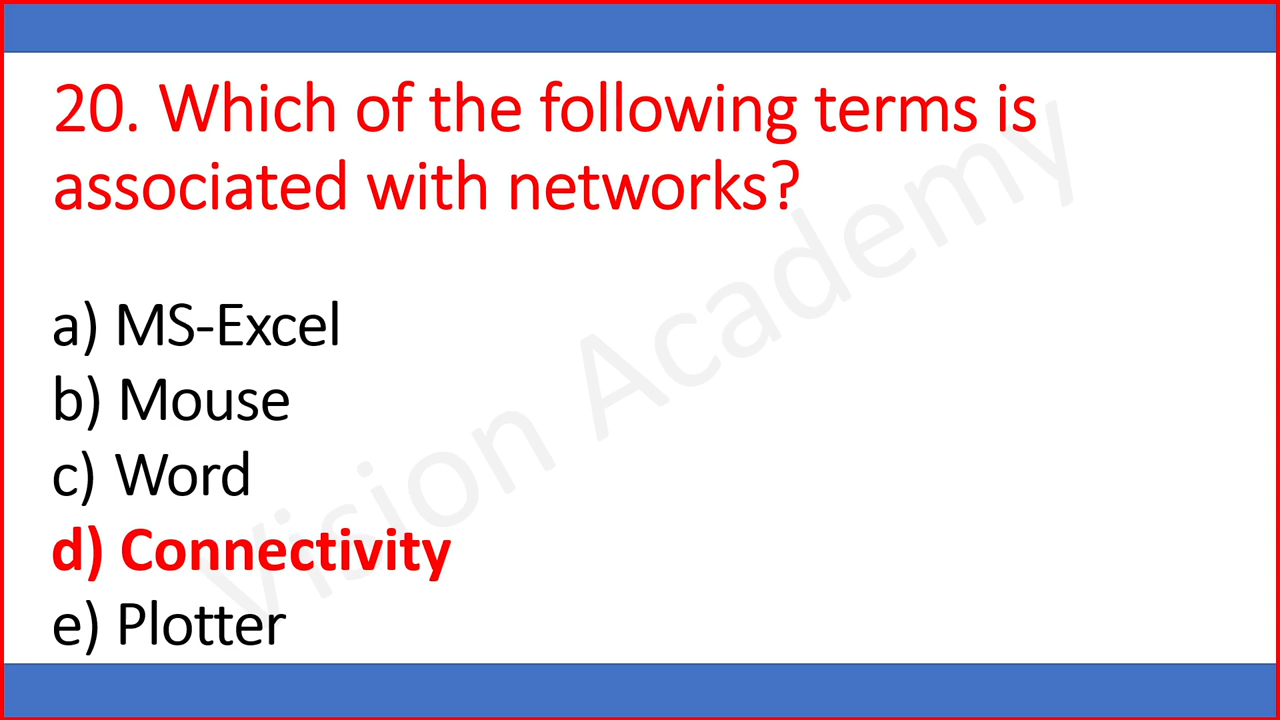 20. Which of the following terms is
associated with networks?
a) MS-Excel
b) Mouse
c) Word
d) Connectivity
e) Plotter
Vision Academy